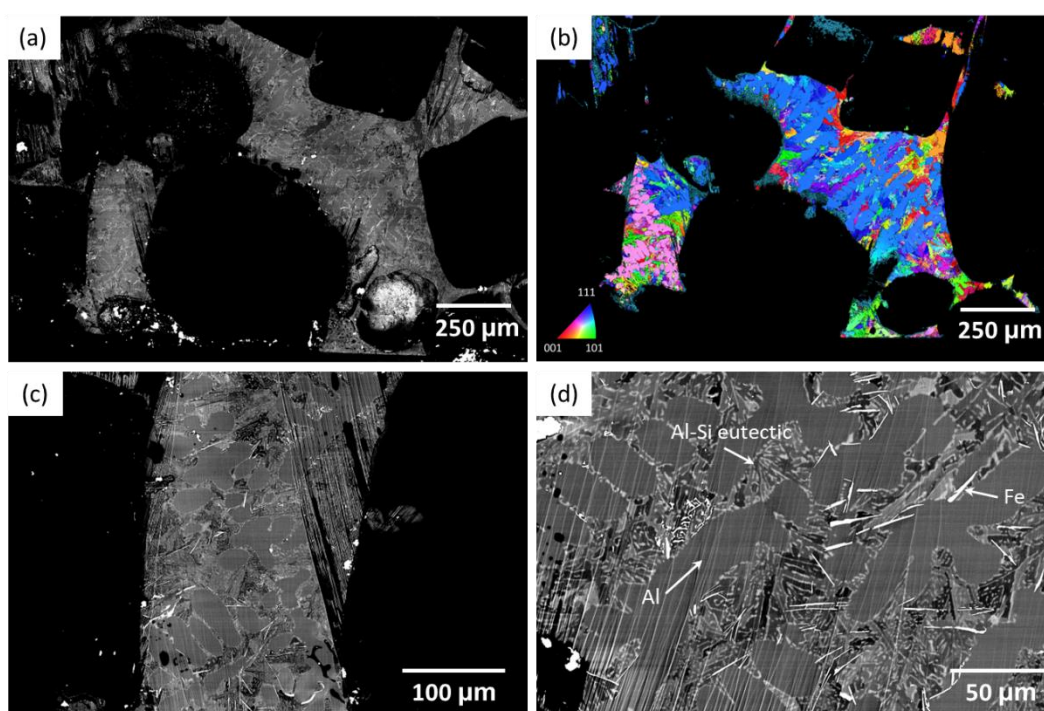 (a)
250 µm
(b)
111
001
101
250 µm
(c)
100 µm
(d)
Al-Si eutectic
Fe
Al
50 µm